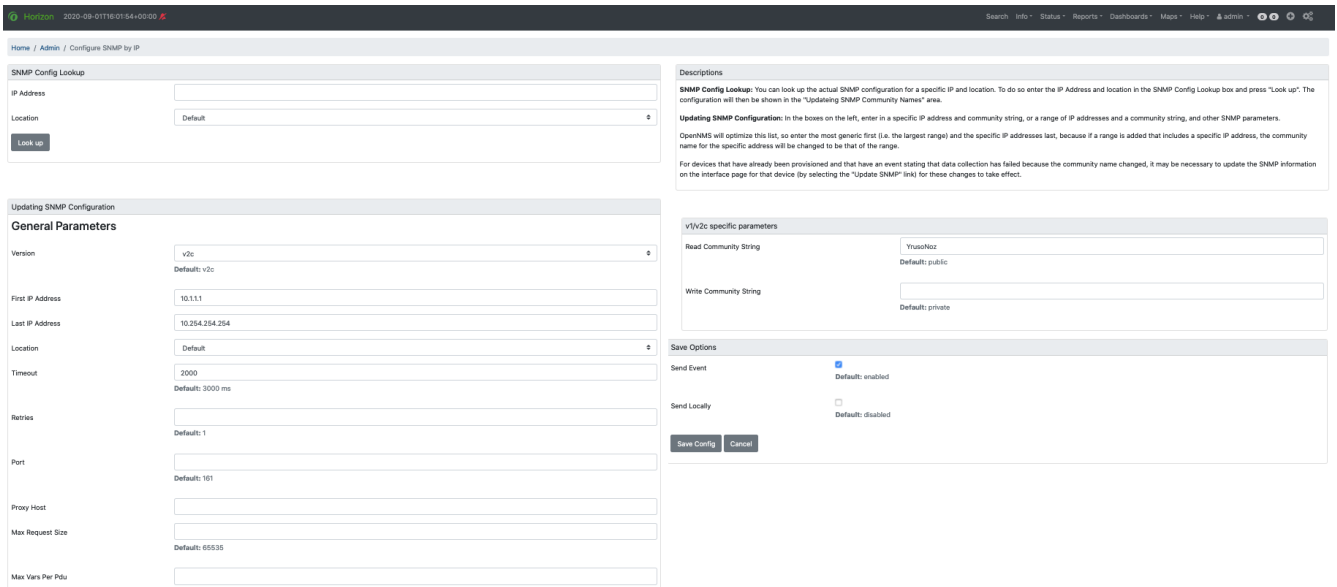 Horizon 2020-09-01T16:01:54+00:00
Search Info Status Reports Dashboards Maps Help admin 0 0
Home / Admin / Configure SNMP by IP
SNMP Config Lookup
IP Address
Location Default
Look up
Descriptions
SNMP Config Lookup: You can look up the actual SNMP configuration for a specific IP and location. To do so enter the IP Address and location in the SNMP Config Lookup box and press "Look up". The
configuration will then be shown in the "Updateing SNMP Community Names" area.
Updating SNMP Configuration: In the boxes on the left, enter in a specific IP address and community string, or a range of IP addresses and a community string, and other SNMP parameters.
OpenNMS will optimize this list, so enter the most generic first (i.e. the largest range) and the specific IP addresses last, because if a range is added that includes a specific IP address, the community
name for the specific address will be changed to be that of the range.
For devices that have already been provisioned and that have an event stating that data collection has failed because the community name changed, it may be necessary to update the SNMP information
on the interface page for that device (by selecting the "Update SNMP" link) for these changes to take effect.
Updating SNMP Configuration
General Parameters
Version v2c
Default: v2c
First IP Address 10.1.1.1
Last IP Address 10.254.254.254
Location Default
Timeout 2000
Default: 3000 ms
Retries
Default: 1
Port
Default: 161
Proxy Host
Max Request Size
Default: 65535
Max Vars Per Pdu
v1/v2c specific parameters
Read Community String YrusoNoz
Default: public
Write Community String
Default: private
Save Options
Send Event
Default: enabled
Send Locally
Default: disabled
Save Config Cancel